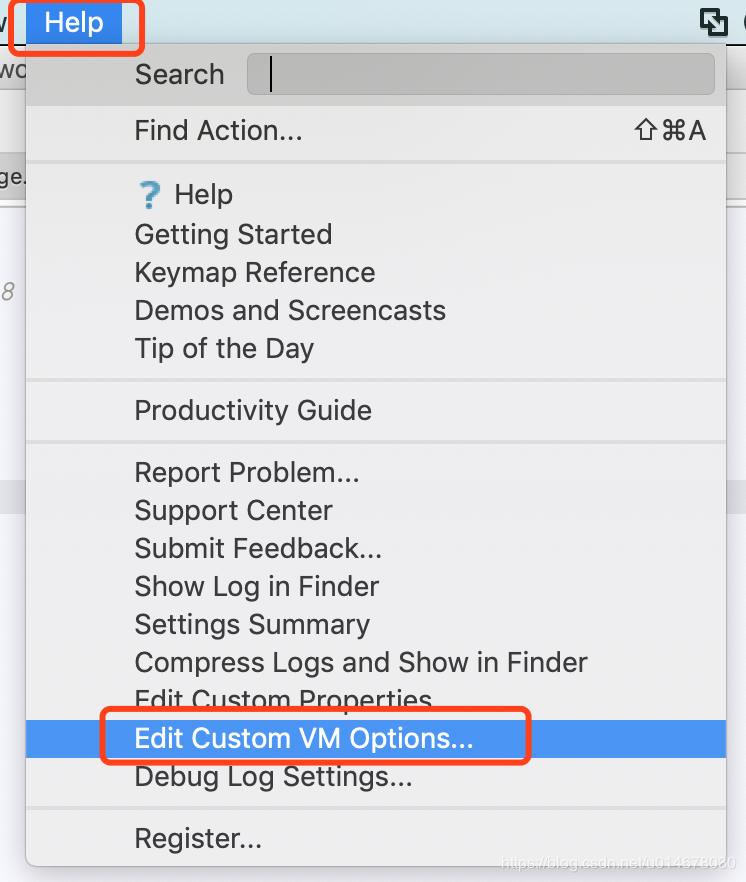 Help
Search
Find Action... ⇧⌘A
ge.
? Help
Getting Started
Keymap Reference
8
Demos and Screencasts
Tip of the Day
Productivity Guide
Report Problem...
Support Center
Submit Feedback...
Show Log in Finder
Settings Summary
Compress Logs and Show in Finder
Edit Custom Properties
Edit Custom VM Options...
Debug Log Settings...
Register...
https://blog.csdn.net/u014678080